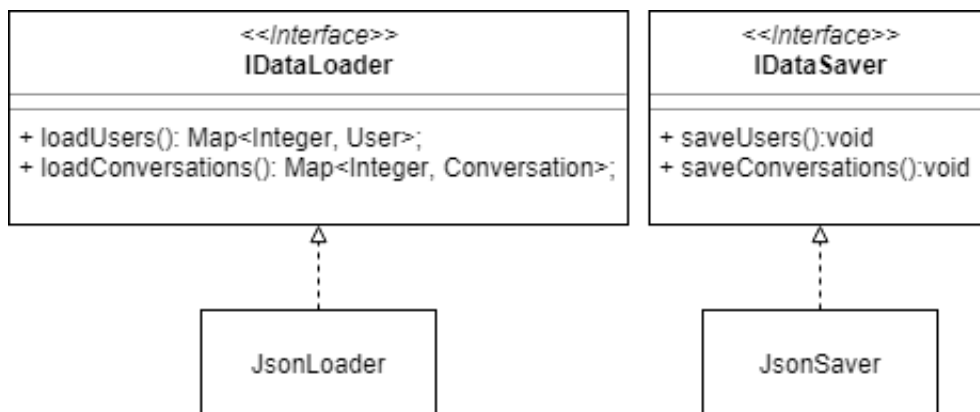 <<Interface>>
IDataLoader
+ loadUsers(): Map<Integer, User>;
+ loadConversations(): Map<Integer, Conversation>;
JsonLoader
<<Interface>>
IDataSaver
+ saveUsers():void
+ saveConversations():void
JsonSaver